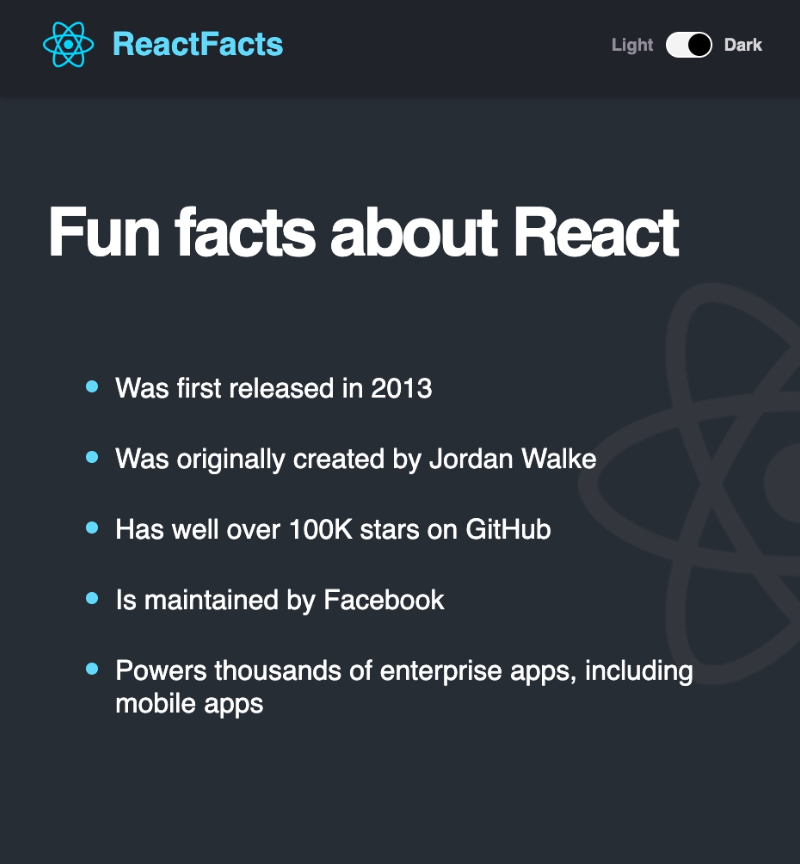 ReactFacts
Light Dark
Fun facts about React
Was first released in 2013
Was originally created by Jordan Walke
Has well over 100K stars on GitHub
Is maintained by Facebook
Powers thousands of enterprise apps, including
mobile apps